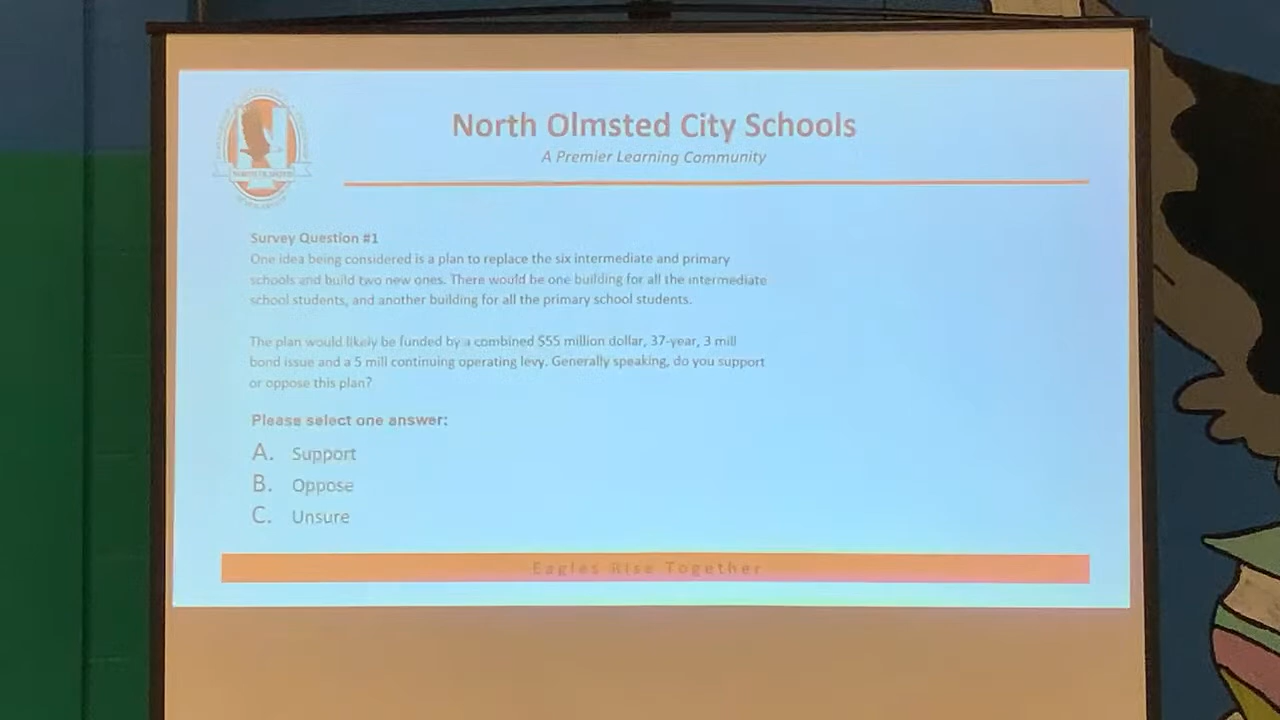 North Olmsted City Schools
A Premier Learning Community
NORTH OLMSTED
Survey Question #1
One idea being considered is a plan to replace the six intermediate and primary
schools and build two new ones. There would be one building for all the intermediate
school students, and another building for all the primary school students.
The plan would likely be funded by a combined $55 million dollar, 37-year, 3 mill
bond issue and a 5 mill continuing operating levy. Generally speaking, do you support
or oppose this plan?
Please select one answer:
A. Support
B. Oppose
C. Unsure
Eagles Rise Together